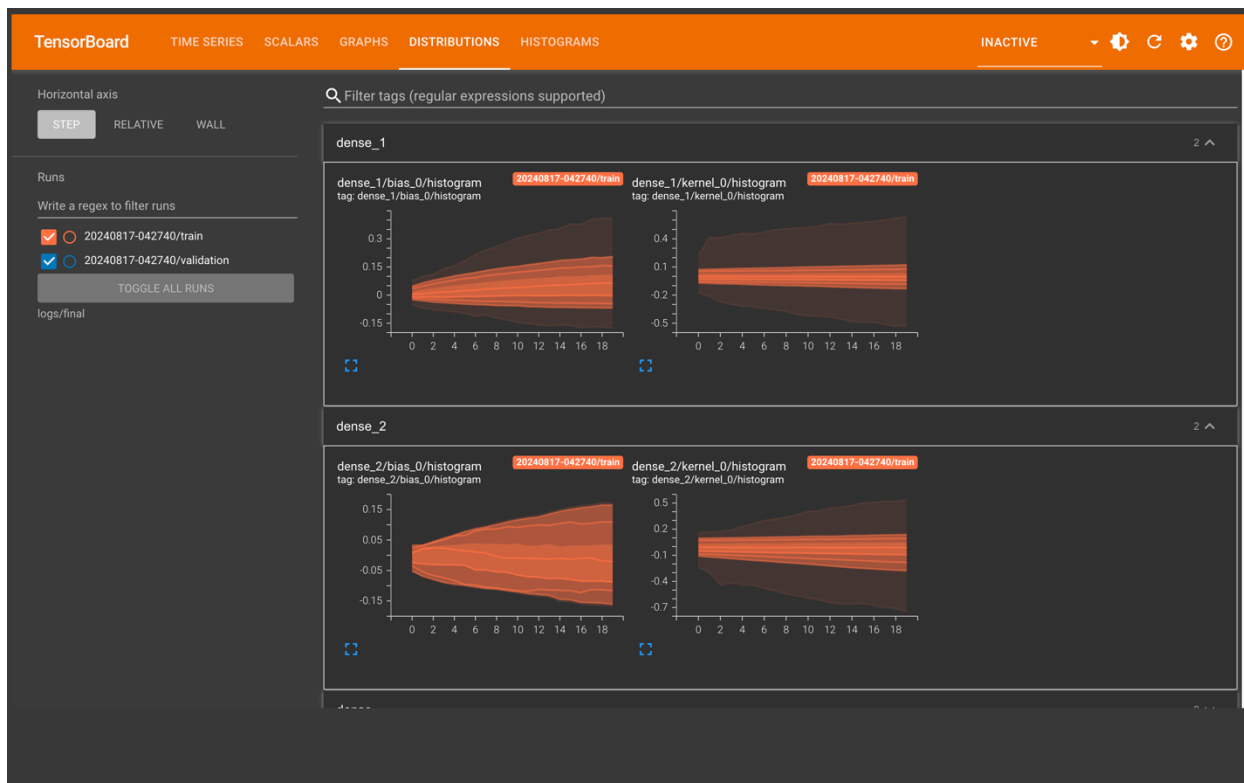 TensorBoard TIME SERIES SCALARS GRAPHS DISTRIBUTIONS HISTOGRAMS INACTIVE
Horizontal axis
STEP RELATIVE WALL
Runs
Write a regex to filter runs
20240817-042740/train
20240817-042740/validation
TOGGLE ALL RUNS
logs/final
Filter tags (regular expressions supported)
dense_1 2
dense_1/bias_0/histogram 20240817-042740/train
tag: dense_1/bias_0/histogram
0.3
0.15
0
-0.15
0 2 4 6 8 10 12 14 16 18
dense_1/kernel_0/histogram 20240817-042740/train
tag: dense_1/kernel_0/histogram
0.4
0.1
-0.2
-0.5
0 2 4 6 8 10 12 14 16 18
dense_2 2
dense_2/bias_0/histogram 20240817-042740/train
tag: dense_2/bias_0/histogram
0.15
0.05
-0.05
-0.15
0 2 4 6 8 10 12 14 16 18
dense_2/kernel_0/histogram 20240817-042740/train
tag: dense_2/kernel_0/histogram
0.5
0.2
-0.1
-0.4
-0.7
0 2 4 6 8 10 12 14 16 18